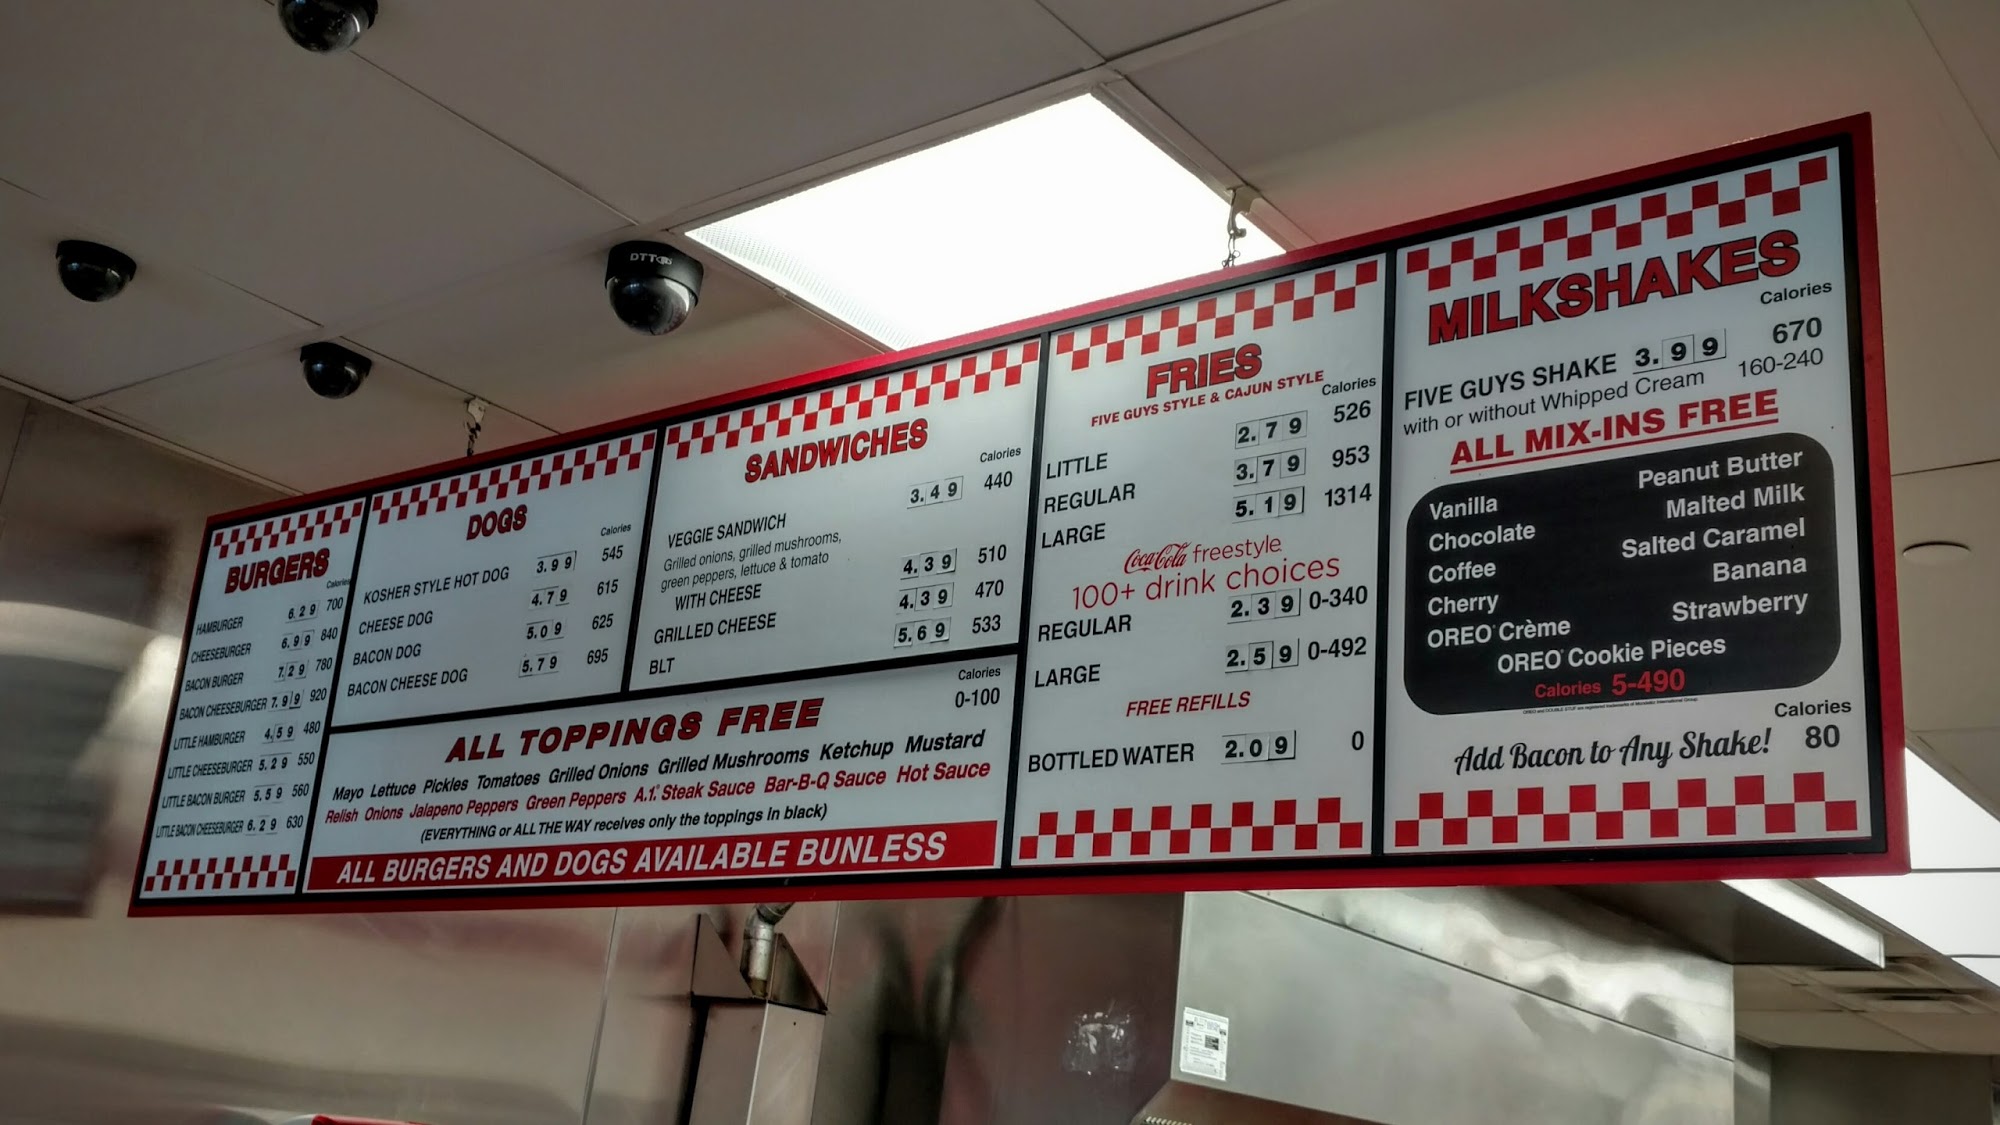 DTT
BURGERS
Calories
HAMBURGER 6.29 700
CHEESEBURGER 6.99 840
BACON BURGER 7.29 780
BACON CHEESEBURGER 7.99 920
LITTLE HAMBURGER 4.59 480
LITTLE CHEESEBURGER 5.29 550
LITTLE BACON BURGER 5.59 560
LITTLE BACON CHEESEBURGER 6.29 630
DOGS
Calories
KOSHER STYLE HOT DOG 3.99 545
CHEESE DOG 4.79 615
BACON DOG 5.09 625
BACON CHEESE DOG 5.79 695
SANDWICHES
Calories
VEGGIE SANDWICH 3.49 440
Grilled onions, grilled mushrooms,
green peppers, lettuce & tomato
WITH CHEESE 4.39 510
GRILLED CHEESE 4.39 470
BLT 5.69 533
ALL TOPPINGS FREE
Calories
0-100
Mayo Lettuce Pickles Tomatoes Grilled Onions Grilled Mushrooms Ketchup Mustard
Relish Onions Jalapeno Peppers Green Peppers A.1.® Steak Sauce Bar-B-Q Sauce Hot Sauce
(EVERYTHING or ALL THE WAY receives only the toppings in black)
ALL BURGERS AND DOGS AVAILABLE BUNLESS
FRIES
FIVE GUYS STYLE & CAJUN STYLE
Calories
LITTLE 2.79 526
REGULAR 3.79 953
LARGE 5.19 1314
Coca-Cola freestyle
100+ drink choices
REGULAR 2.39 0-340
LARGE 2.59 0-492
FREE REFILLS
BOTTLED WATER 2.09 0
MILKSHAKES
Calories
FIVE GUYS SHAKE 3.99 670
with or without Whipped Cream 160-240
ALL MIX-INS FREE
Vanilla Peanut Butter
Chocolate Malted Milk
Coffee Salted Caramel
Cherry Banana
OREO® Crème Strawberry
OREO® Cookie Pieces
Calories 5-490
OREO and DOUBLE STUF are registered trademarks of Mondelez International Group.
Calories
Add Bacon to Any Shake! 80